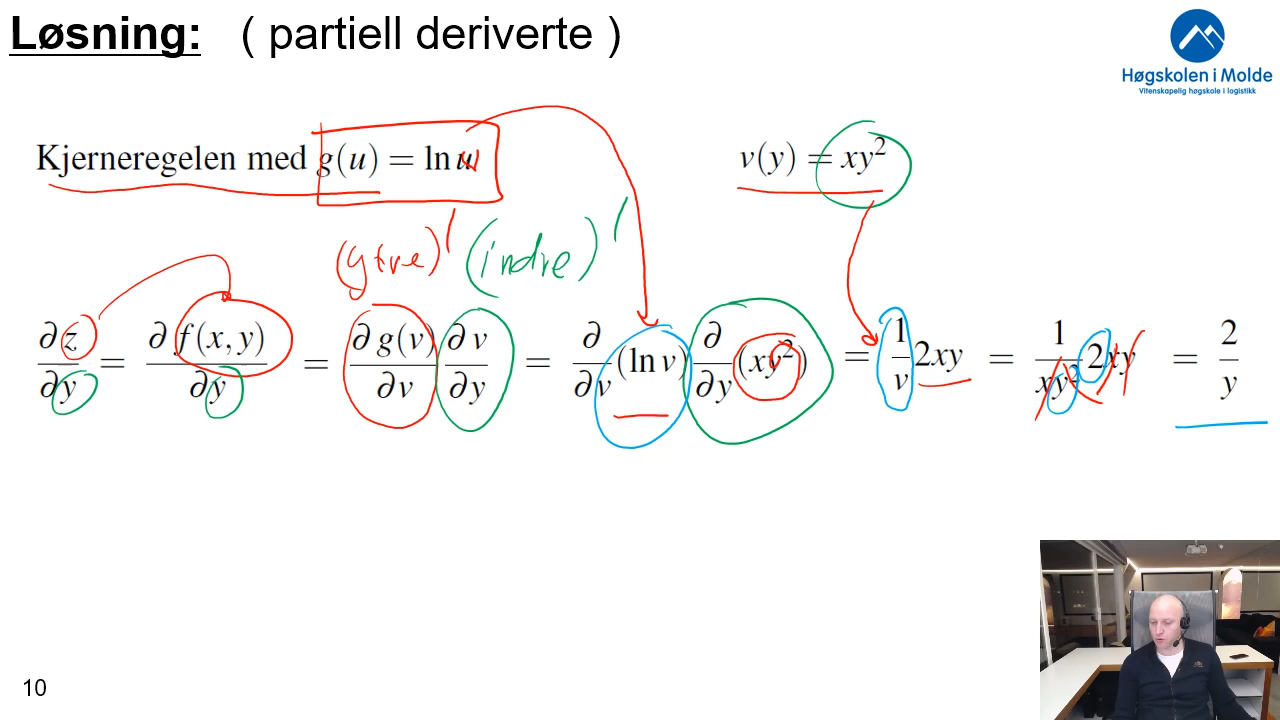 Løsning: ( partiell deriverte )
Høgskolen i Molde
Vitenskapelig høgskole i logistikk
Kjerneregelen med g(u) = ln u v(y) = xy²
(ytre)' (indre)'
∂z/∂y = ∂f(x, y)/∂y = ∂g(v)/∂v ∂v/∂y = ∂/∂v (ln v) ∂/∂y (xy²) = 1/v 2xy = 1/xy² 2xy = 2/y
10